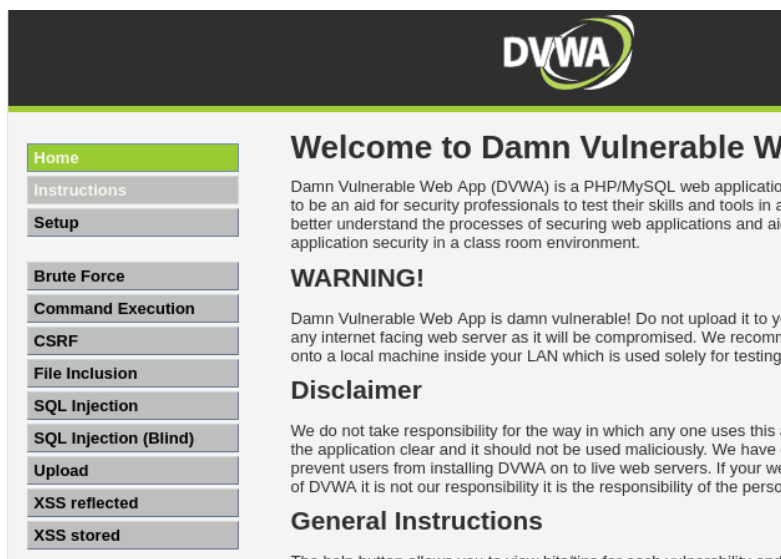 DVWA
Home
Instructions
Setup
Brute Force
Command Execution
CSRF
File Inclusion
SQL Injection
SQL Injection (Blind)
Upload
XSS reflected
XSS stored
Welcome to Damn Vulnerable W
Damn Vulnerable Web App (DVWA) is a PHP/MySQL web applicatio
to be an aid for security professionals to test their skills and tools in a
better understand the processes of securing web applications and ai
application security in a class room environment.
WARNING!
Damn Vulnerable Web App is damn vulnerable! Do not upload it to y
any internet facing web server as it will be compromised. We recom
onto a local machine inside your LAN which is used solely for testing
Disclaimer
We do not take responsibility for the way in which any one uses this
the application clear and it should not be used maliciously. We have
prevent users from installing DVWA on to live web servers. If your we
of DVWA it is not our responsibility it is the responsibility of the perso
General Instructions